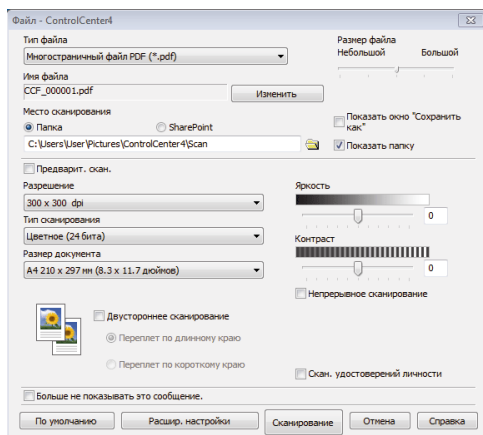 Файл - ControlCenter4
Тип файла
Многостраничный файл PDF (*.pdf)
Размер файла
Небольшой Большой
Имя файла
CCF_000001.pdf
Изменить
Место сканирования
Папка SharePoint
Показать окно "Сохранить как"
C:\Users\User\Pictures\ControlCenter4\Scan
Показать папку
Предварит. скан.
Разрешение
300 x 300 dpi
Яркость
0
Тип сканирования
Цветное (24 бита)
Контраст
0
Размер документа
A4 210 x 297 мм (8.3 x 11.7 дюймов)
Непрерывное сканирование
Двустороннее сканирование
Переплет по длинному краю
Переплет по короткому краю
Скан. удостоверений личности
Больше не показывать это сообщение.
По умолчанию Расшир. настройки Сканирование Отмена Справка